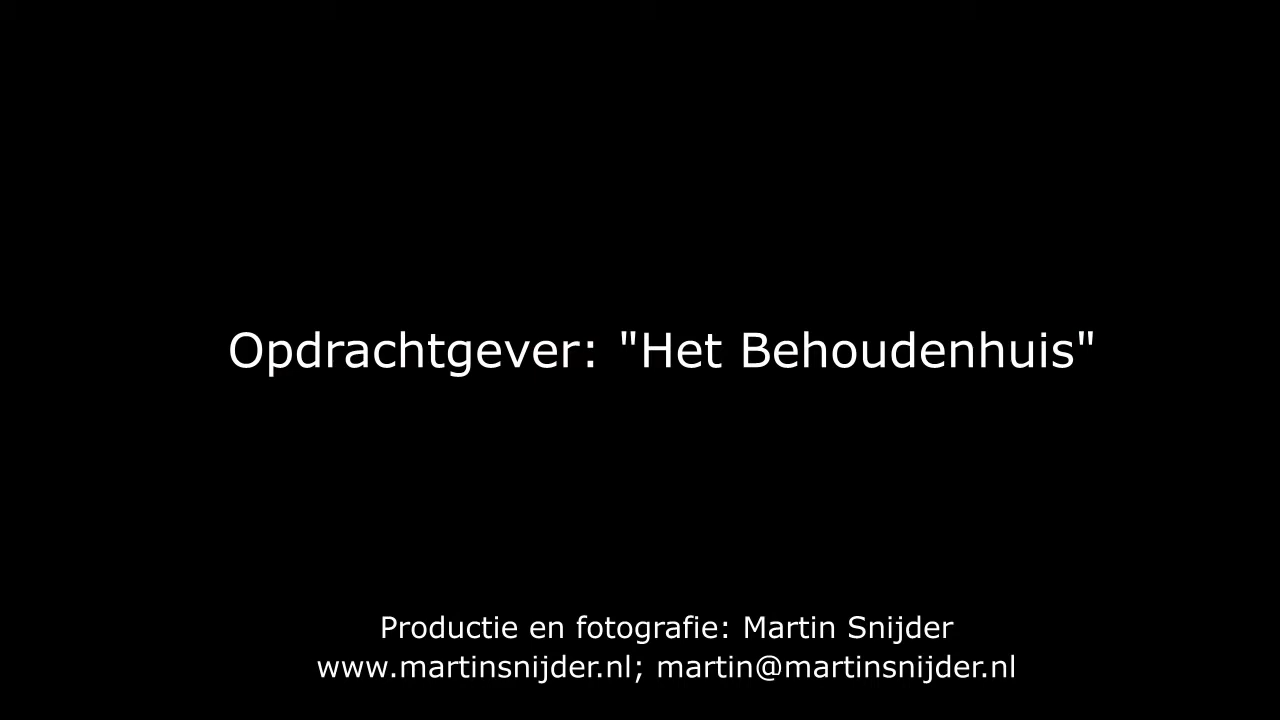 Opdrachtgever: "Het Behoudenhuis"
Productie en fotografie: Martin Snijder
www.martinsnijder.nl; martin@martinsnijder.nl